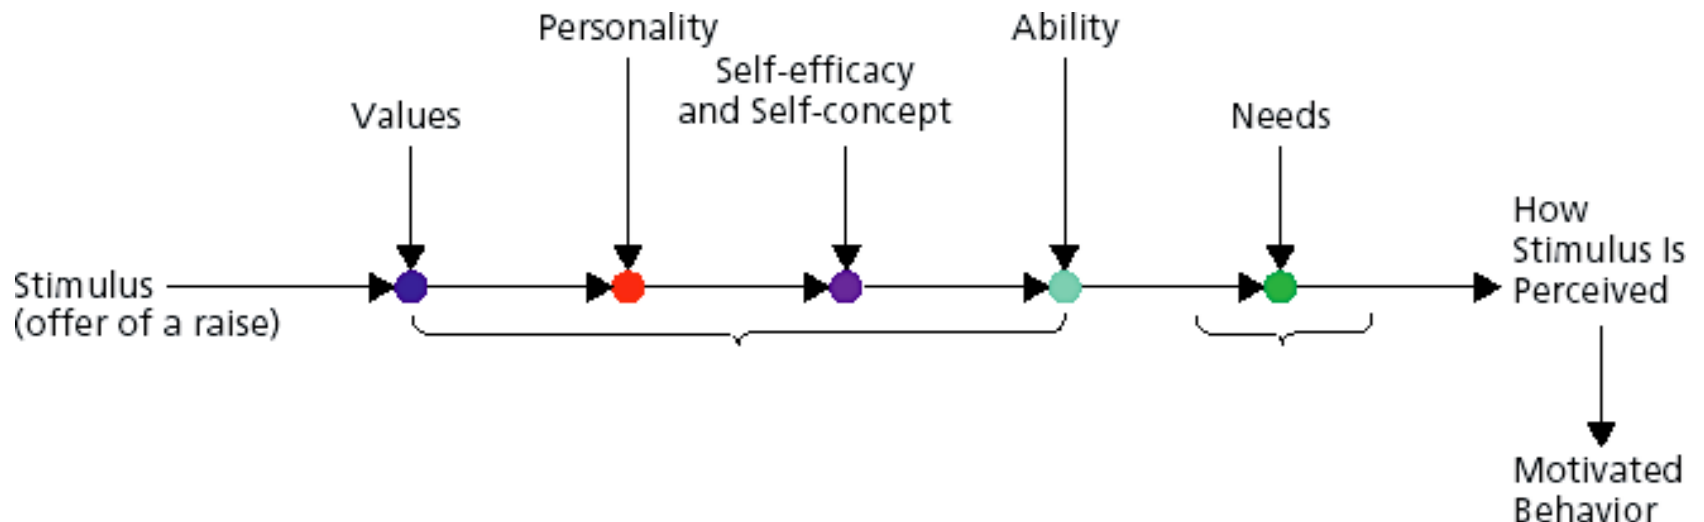 Personality
Ability
Self-efficacy
and Self-concept
Values
Needs
Stimulus
(offer of a raise)
How
Stimulus Is
Perceived
Motivated
Behavior